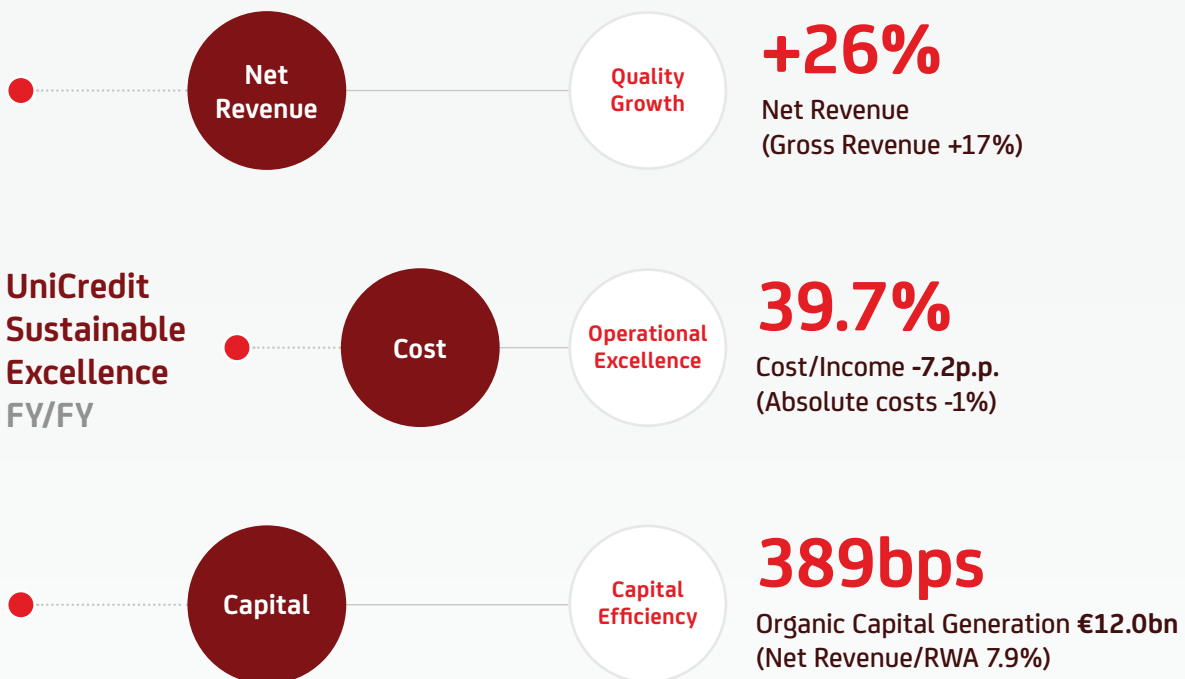 Net
Revenue
Quality
Growth
+26%
Net Revenue
(Gross Revenue +17%)
UniCredit
Sustainable
Excellence
FY/FY
Cost
Operational
Excellence
39.7%
Cost/Income -7.2p.p.
(Absolute costs -1%)
Capital
Capital
Efficiency
389bps
Organic Capital Generation €12.0bn
(Net Revenue/RWA 7.9%)